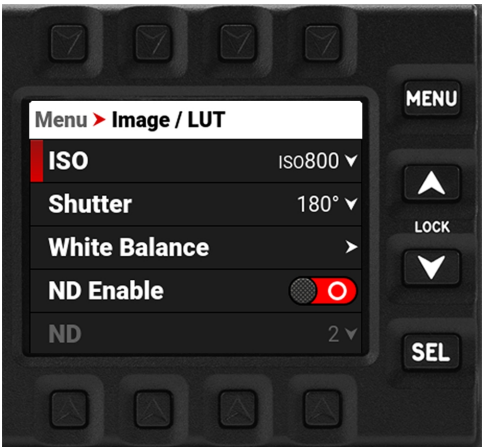 MENU
Menu > Image / LUT
ISO ISO800
Shutter 180°
White Balance
ND Enable
ND 2
LOCK
SEL